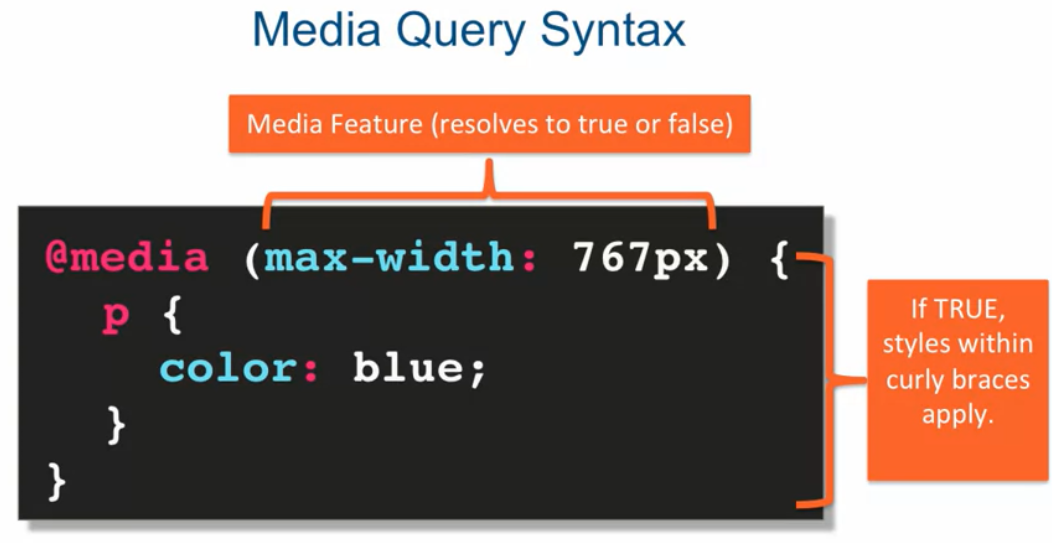 Media Query Syntax
Media Feature (resolves to true or false)
@media (max-width: 767px) {
p {
color: blue;
}
}
If TRUE,
styles within
curly braces
apply.